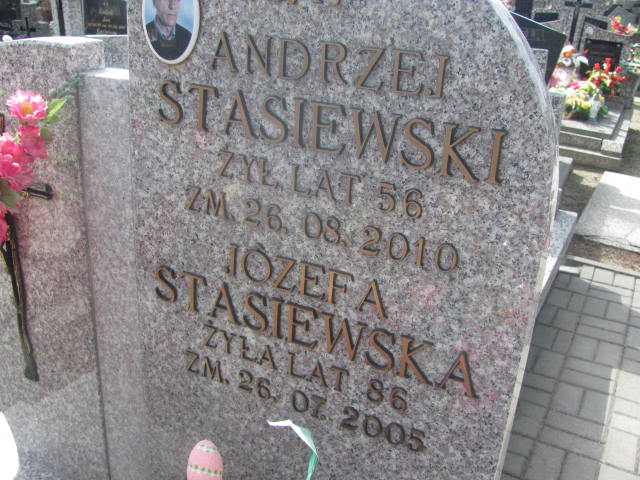 ANDRZEJ
STASIEWSKI
ŻYŁ LAT 56
ZM. 26. 08. 2010
JÓZEFA
STASIEWSKA
ŻYŁA LAT 86
ZM. 26. 07. 2005